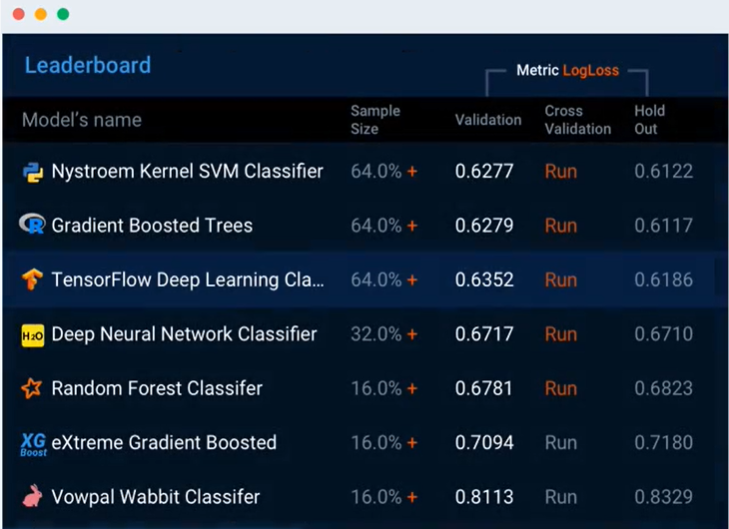 Leaderboard
Metric LogLoss
Model's name Sample Size Validation Cross Validation Hold Out
Nystroem Kernel SVM Classifier 64.0% + 0.6277 Run 0.6122
R Gradient Boosted Trees 64.0% + 0.6279 Run 0.6117
TensorFlow Deep Learning Cla... 64.0% + 0.6352 Run 0.6186
H2O Deep Neural Network Classifier 32.0% + 0.6717 Run 0.6710
Random Forest Classifer 16.0% + 0.6781 Run 0.6823
XG Boost eXtreme Gradient Boosted 16.0% + 0.7094 Run 0.7180
Vowpal Wabbit Classifer 16.0% + 0.8113 Run 0.8329